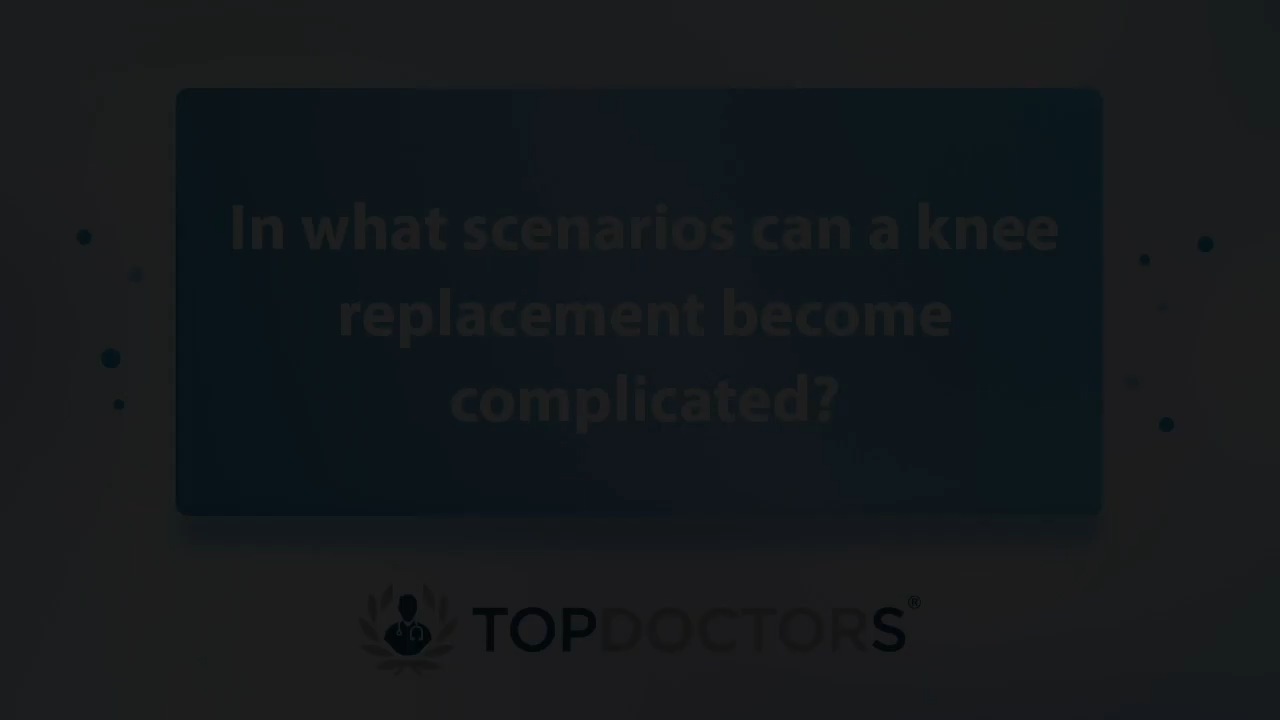 In what scenarios can a knee
replacement become
complicated?
TOPDOCTORS®